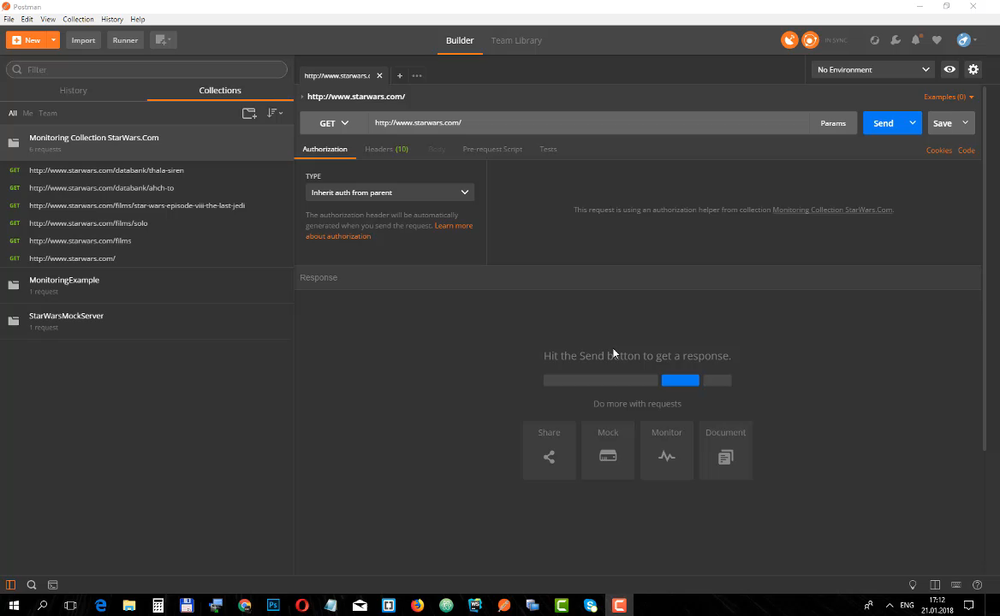 Postman
File Edit View Collection History Help
New Import Runner Builder Team Library IN SYNC
Filter http://www.starwars.c No Environment
History Collections http://www.starwars.com/ Examples (0)
All Me Team GET http://www.starwars.com/ Params Send Save
Monitoring Collection StarWars.Com
6 requests
Authorization Headers (10) Body Pre-request Script Tests Cookies Code
GET http://www.starwars.com/databank/thala-siren
GET http://www.starwars.com/databank/ahch-to
GET http://www.starwars.com/films/star-wars-episode-viii-the-last-jedi
GET http://www.starwars.com/films/solo
GET http://www.starwars.com/films
GET http://www.starwars.com/
MonitoringExample
1 request
StarWarsMockServer
1 request
TYPE
Inherit auth from parent
The authorization header will be automatically
generated when you send the request. Learn more
about authorization
This request is using an authorization helper from collection Monitoring Collection StarWars.Com.
Response
Hit the Send button to get a response.
Do more with requests
Share Mock Monitor Document
ENG 17:12
21.01.2018